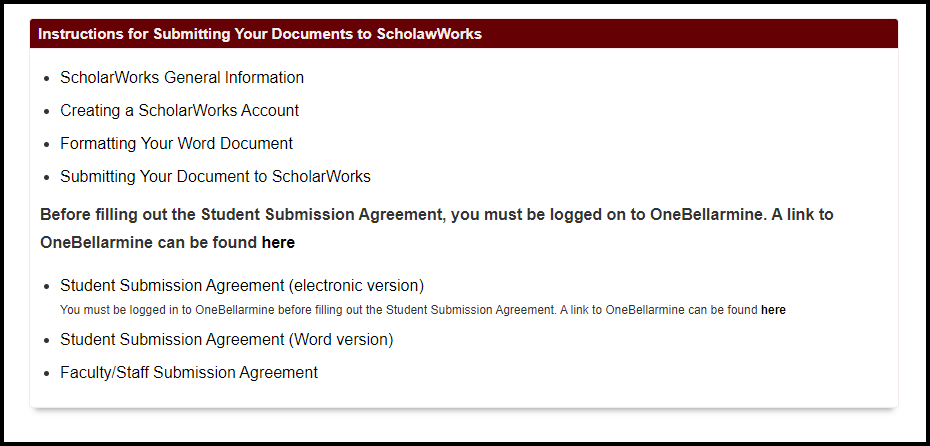 Instructions for Submitting Your Documents to ScholawWorks
ScholarWorks General Information
Creating a ScholarWorks Account
Formatting Your Word Document
Submitting Your Document to ScholarWorks
Before filling out the Student Submission Agreement, you must be logged on to OneBellarmine. A link to
OneBellarmine can be found here
Student Submission Agreement (electronic version)
You must be logged in to OneBellarmine before filling out the Student Submission Agreement. A link to OneBellarmine can be found here
Student Submission Agreement (Word version)
Faculty/Staff Submission Agreement